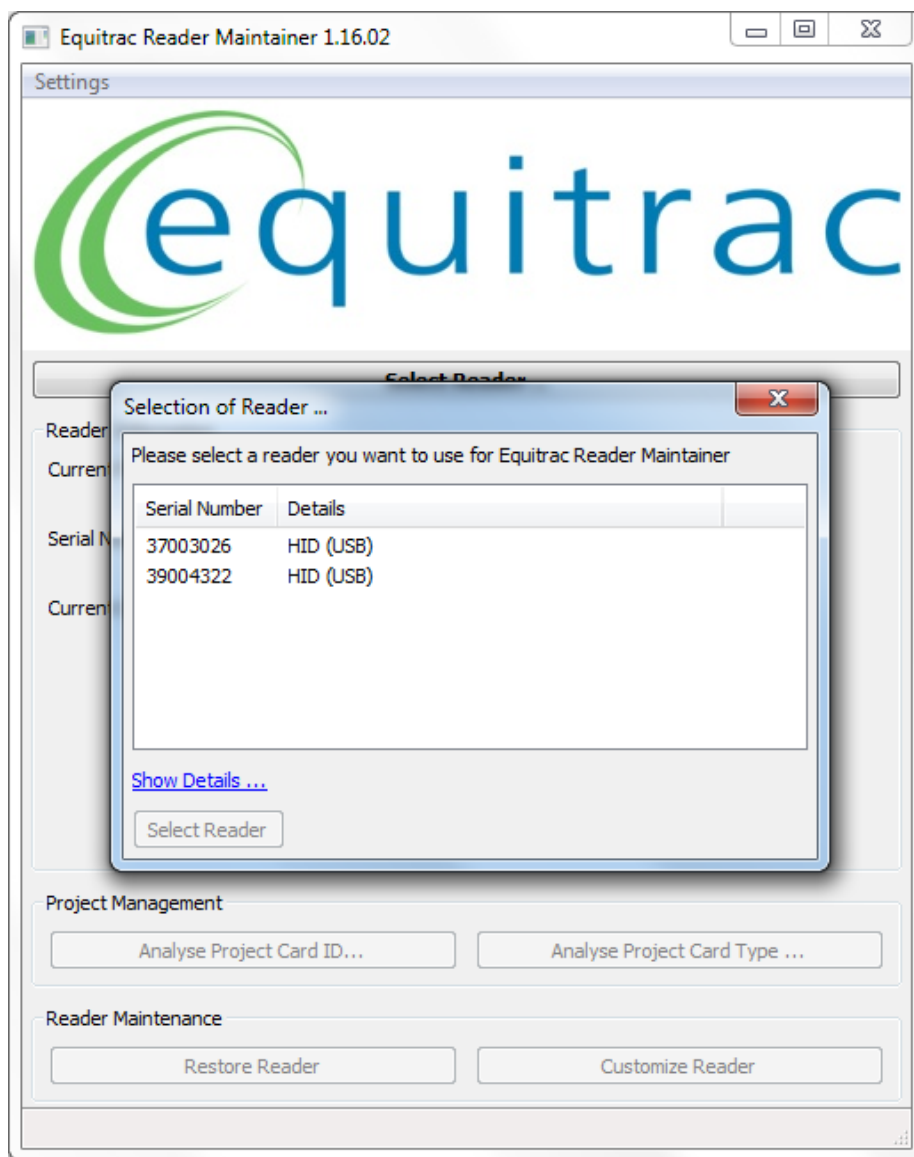 Equitrac Reader Maintainer 1.16.02
Settings
equitrac
Select Reader
Selection of Reader ...
Reader
Please select a reader you want to use for Equitrac Reader Maintainer
Current
Serial Number Details
37003026 HID (USB)
Serial N
39004322 HID (USB)
Current
Show Details ...
Select Reader
Project Management
Analyse Project Card ID... Analyse Project Card Type ...
Reader Maintenance
Restore Reader Customize Reader